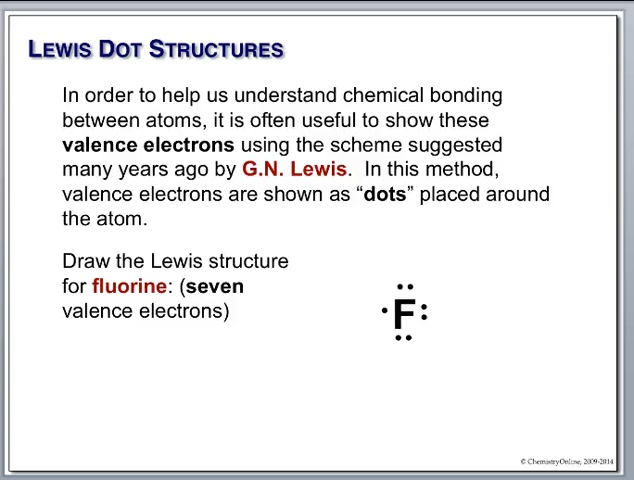 LEWIS DOT STRUCTURES
In order to help us understand chemical bonding
between atoms, it is often useful to show these
valence electrons using the scheme suggested
many years ago by G.N. Lewis.  In this method,
valence electrons are shown as “dots” placed around
the atom.
Draw the Lewis structure
for fluorine: (seven
valence electrons)
F
© ChemistryOnline, 2009-2014